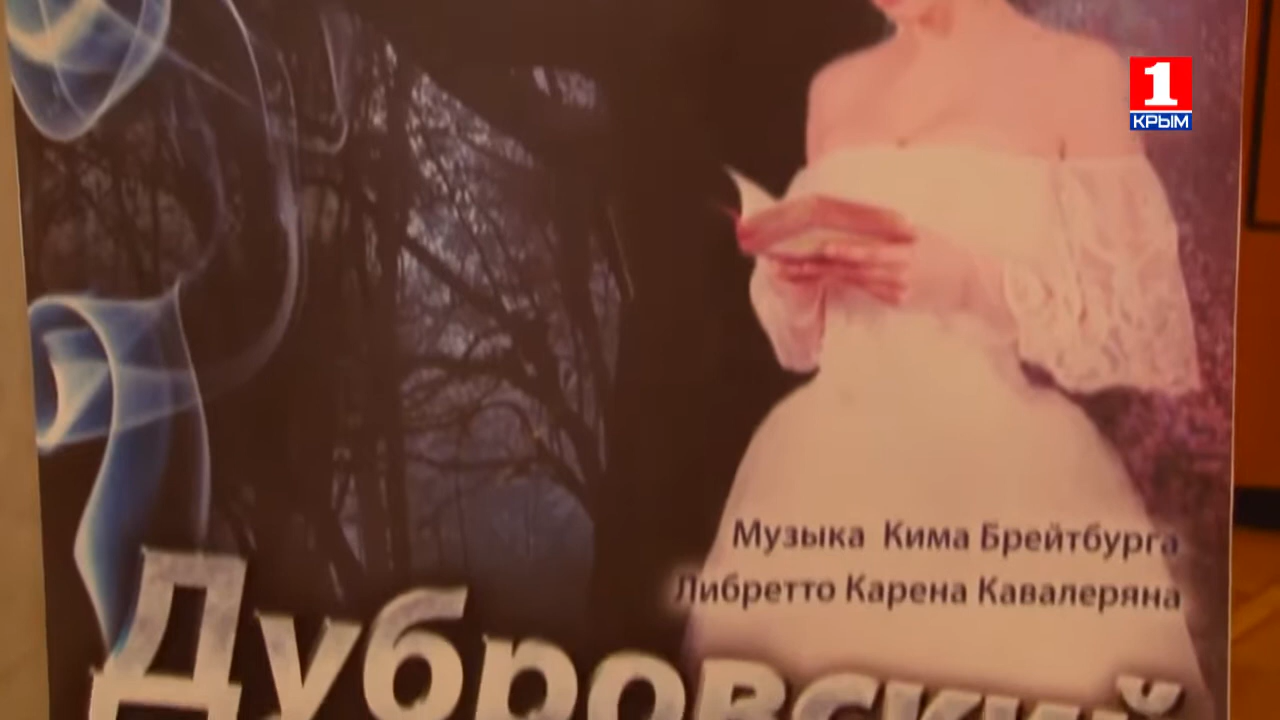 1
КРЫМ
Музыка Кима Брейтбурга
Либретто Карена Кавалеряна
Дубровский